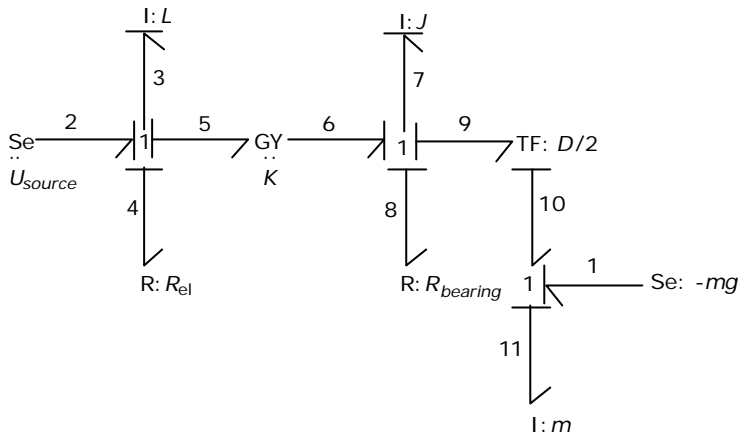 I: L
I: J
3
7
2
5
6
9
Se
1
GY
1
TF: D/2
..
..
U_source
K
4
8
10
R: R_el
R: R_bearing
1
1
Se: -mg
11
I: m